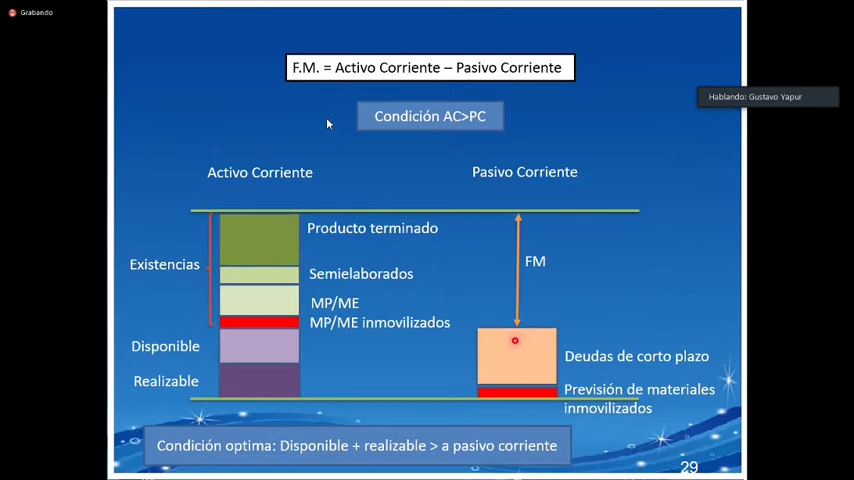 Grabando
F.M. = Activo Corriente – Pasivo Corriente
Hablando: Gustavo Yapur
Condición AC>PC
Activo Corriente
Pasivo Corriente
Producto terminado
Existencias
FM
Semielaborados
MP/ME
MP/ME inmovilizados
Disponible
Deudas de corto plazo
Realizable
Previsión de materiales
inmovilizados
Condición optima: Disponible + realizable > a pasivo corriente
29